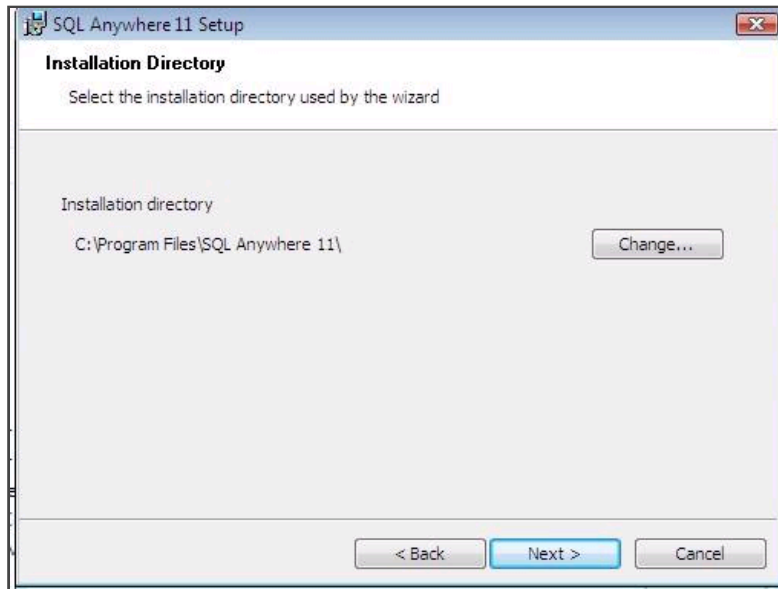 SQL Anywhere 11 Setup
Installation Directory
Select the installation directory used by the wizard
Installation directory
C:\Program Files\SQL Anywhere 11\
Change...
< Back
Next >
Cancel